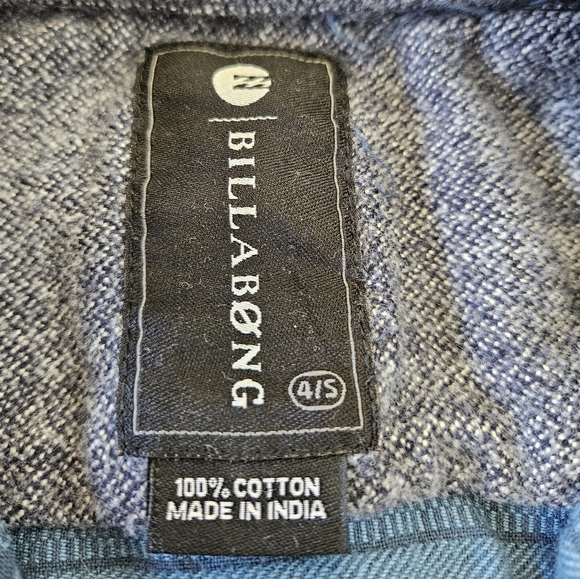 BILLABØNG
4/S
100% COTTON
MADE IN INDIA